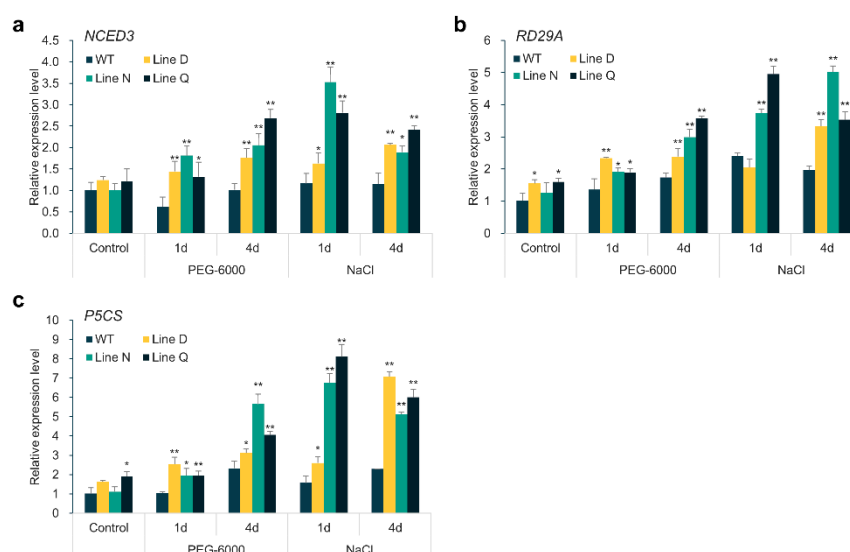 a
NCED3
WT Line D
Line N Line Q
Relative expression level
4.5
4.0
3.5
3.0
2.5
2.0
1.5
1.0
0.5
0.0
** ** * ** ** ** * ** ** ** * **
Control 1d 4d 1d 4d
PEG-6000 NaCl
b
RD29A
WT Line D
Line N Line Q
Relative expression level
6
5
4
3
2
1
0
* * ** * * ** ** ** ** ** ** ** **
Control 1d 4d 1d 4d
PEG-6000 NaCl
c
P5CS
WT Line D
Line N Line Q
Relative expression level
10
9
8
7
6
5
4
3
2
1
0
* ** * ** * ** ** * ** ** ** ** **
Control 1d 4d 1d 4d
PEG-6000 NaCl